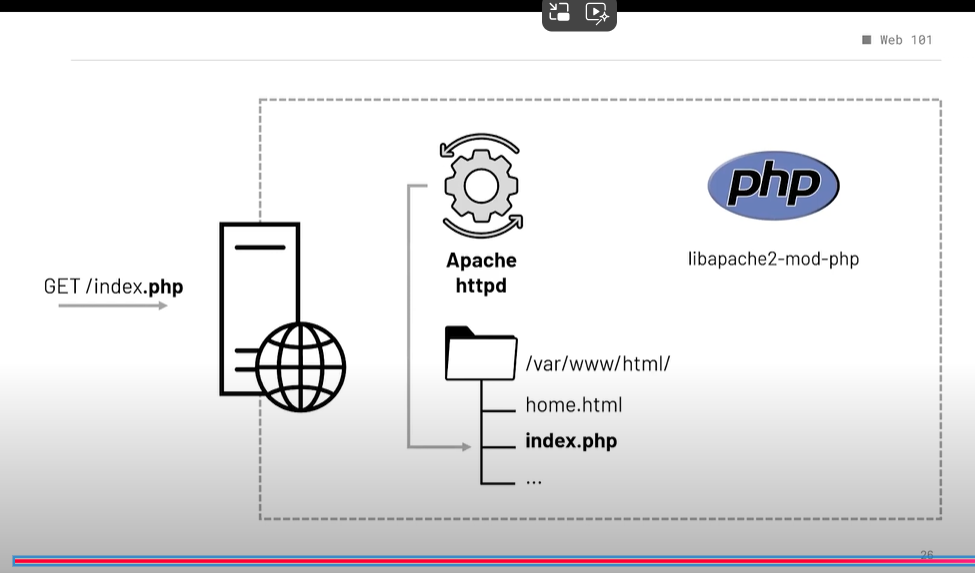 Web 101
php
libapache2-mod-php
Apache
httpd
GET /index.php
/var/www/html/
home.html
index.php
...
26